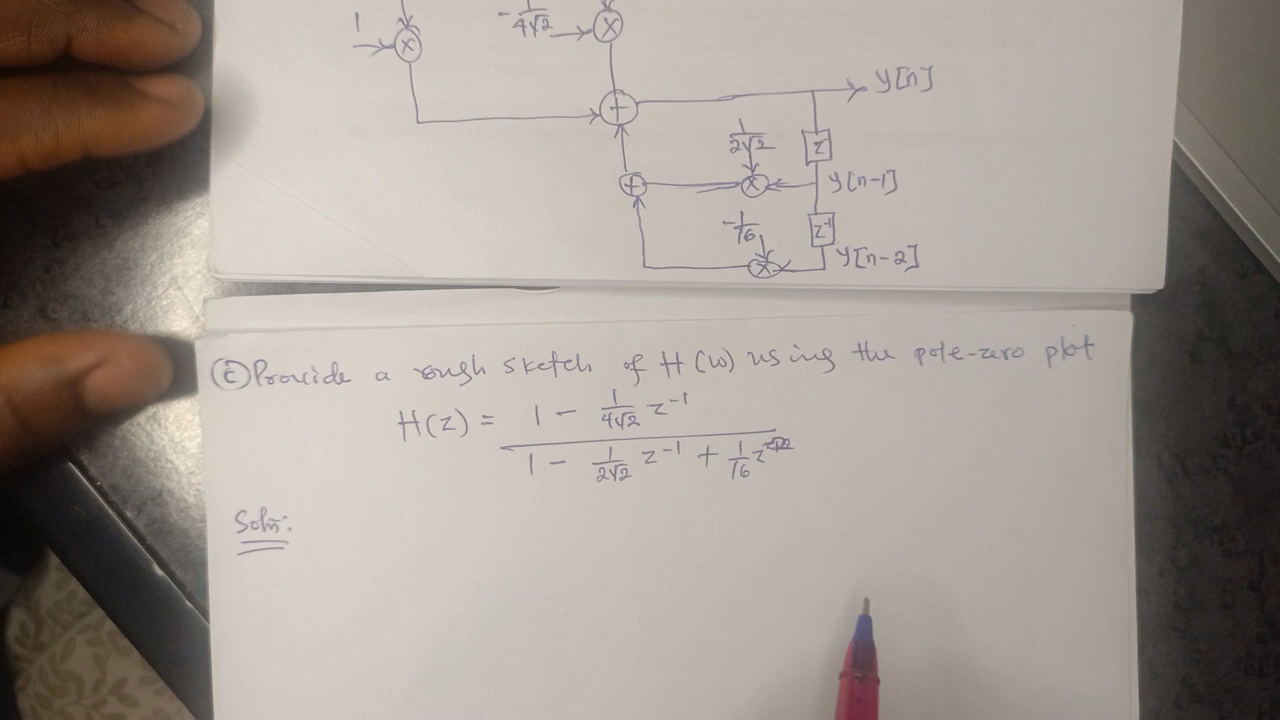 1
-1/4√2
X
X
+
y[n]
1/2√2
z
+
X
y[n-1]
-1/16
z⁻¹
X
y[n-2]
(C) Provide a rough sketch of H(ω) using the pole-zero plot
H(z) = 1 - 1/4√2 z⁻¹
1 - 1/2√2 z⁻¹ + 1/16 z
Soln: